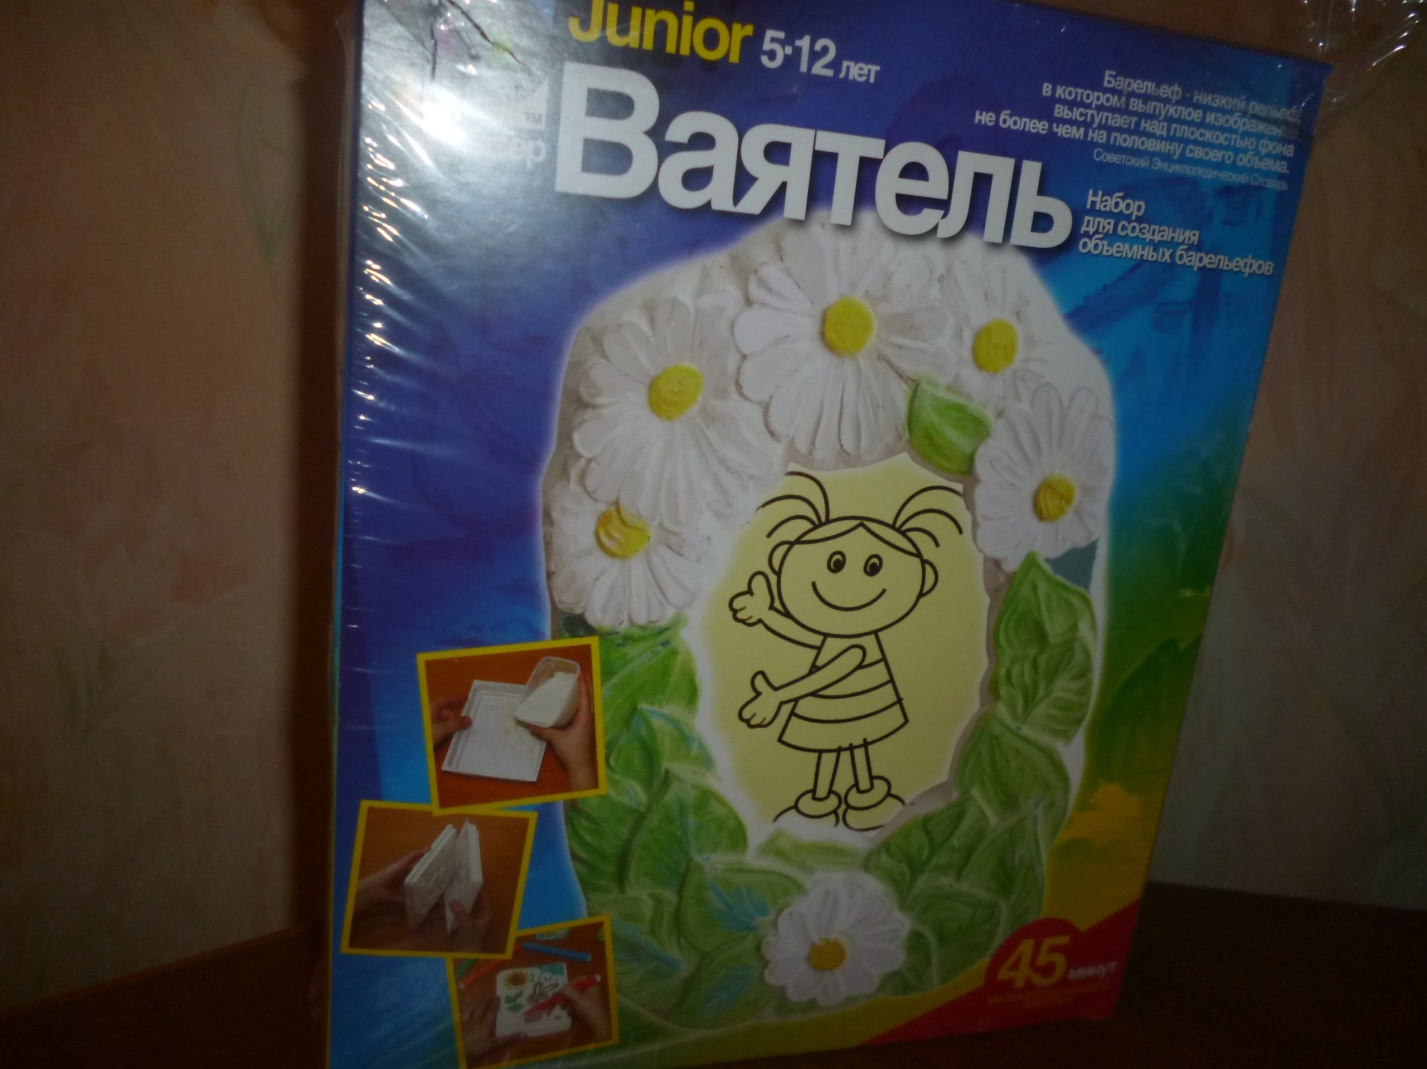 Junior 5-12 лет
Ваятель
Барельеф - низкий рельеф,
в котором выпуклое изображение
выступает над плоскостью фона
не более чем на половину своего объема.
Советский Энциклопедический Словарь
Набор
для создания
объемных барельефов
45 минут